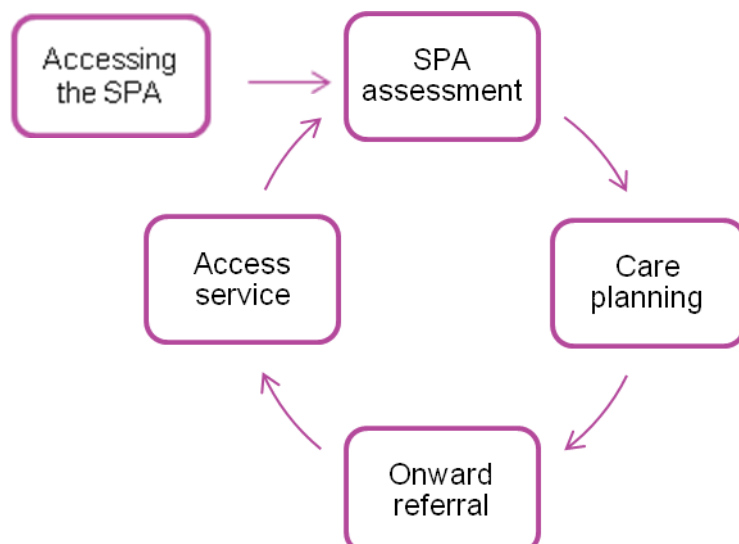 Accessing
the SPA
SPA
assessment
Care
planning
Onward
referral
Access
service